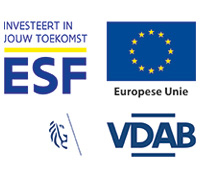 INVESTEERT IN
JOUW TOEKOMST
ESF
Europese Unie
VDAB